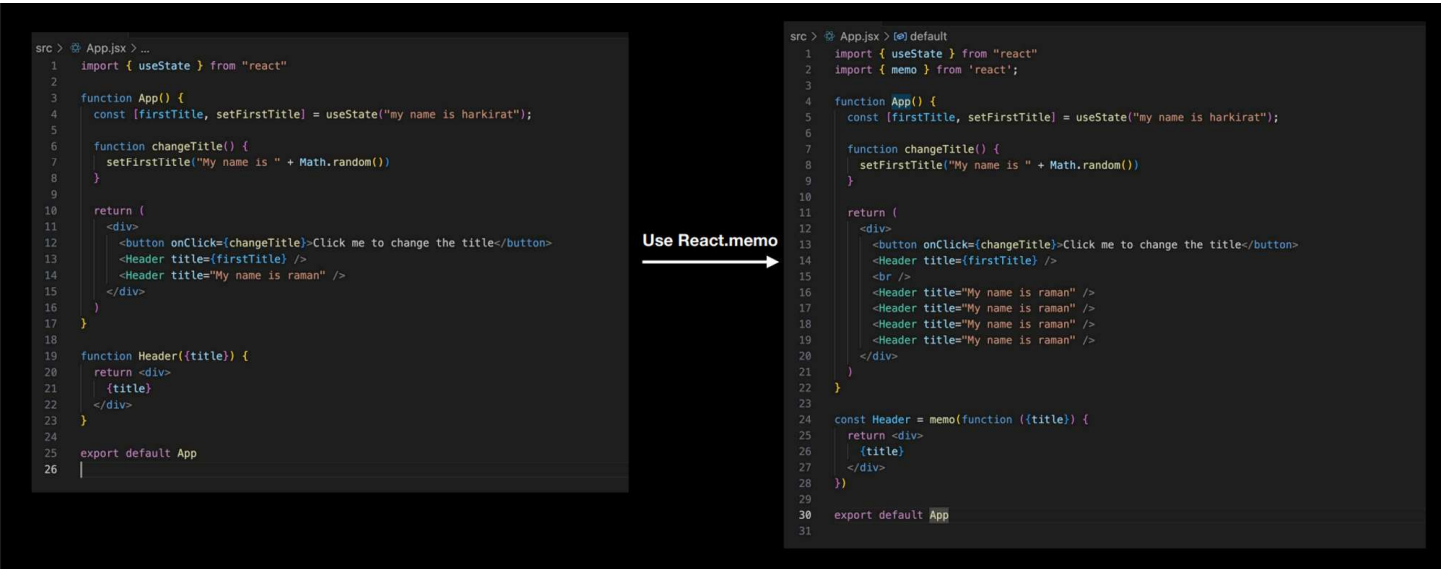 src > App.jsx > ...
1 import { useState } from "react"
2
3 function App() {
4 const [firstTitle, setFirstTitle] = useState("my name is harkirat");
5
6 function changeTitle() {
7 setFirstTitle("My name is " + Math.random())
8 }
9
10 return (
11 <div>
12 <button onClick={changeTitle}>Click me to change the title</button>
13 <Header title={firstTitle} />
14 <Header title="My name is raman" />
15 </div>
16 )
17 }
18
19 function Header({title}) {
20 return <div>
21 {title}
22 </div>
23 }
24
25 export default App
26
Use React.memo
src > App.jsx > default
1 import { useState } from "react"
2 import { memo } from 'react';
3
4 function App() {
5 const [firstTitle, setFirstTitle] = useState("my name is harkirat");
6
7 function changeTitle() {
8 setFirstTitle("My name is " + Math.random())
9 }
10
11 return (
12 <div>
13 <button onClick={changeTitle}>Click me to change the title</button>
14 <Header title={firstTitle} />
15 <br />
16 <Header title="My name is raman" />
17 <Header title="My name is raman" />
18 <Header title="My name is raman" />
19 <Header title="My name is raman" />
20 </div>
21 )
22 }
23
24 const Header = memo(function ({title}) {
25 return <div>
26 {title}
27 </div>
28 })
29
30 export default App
31